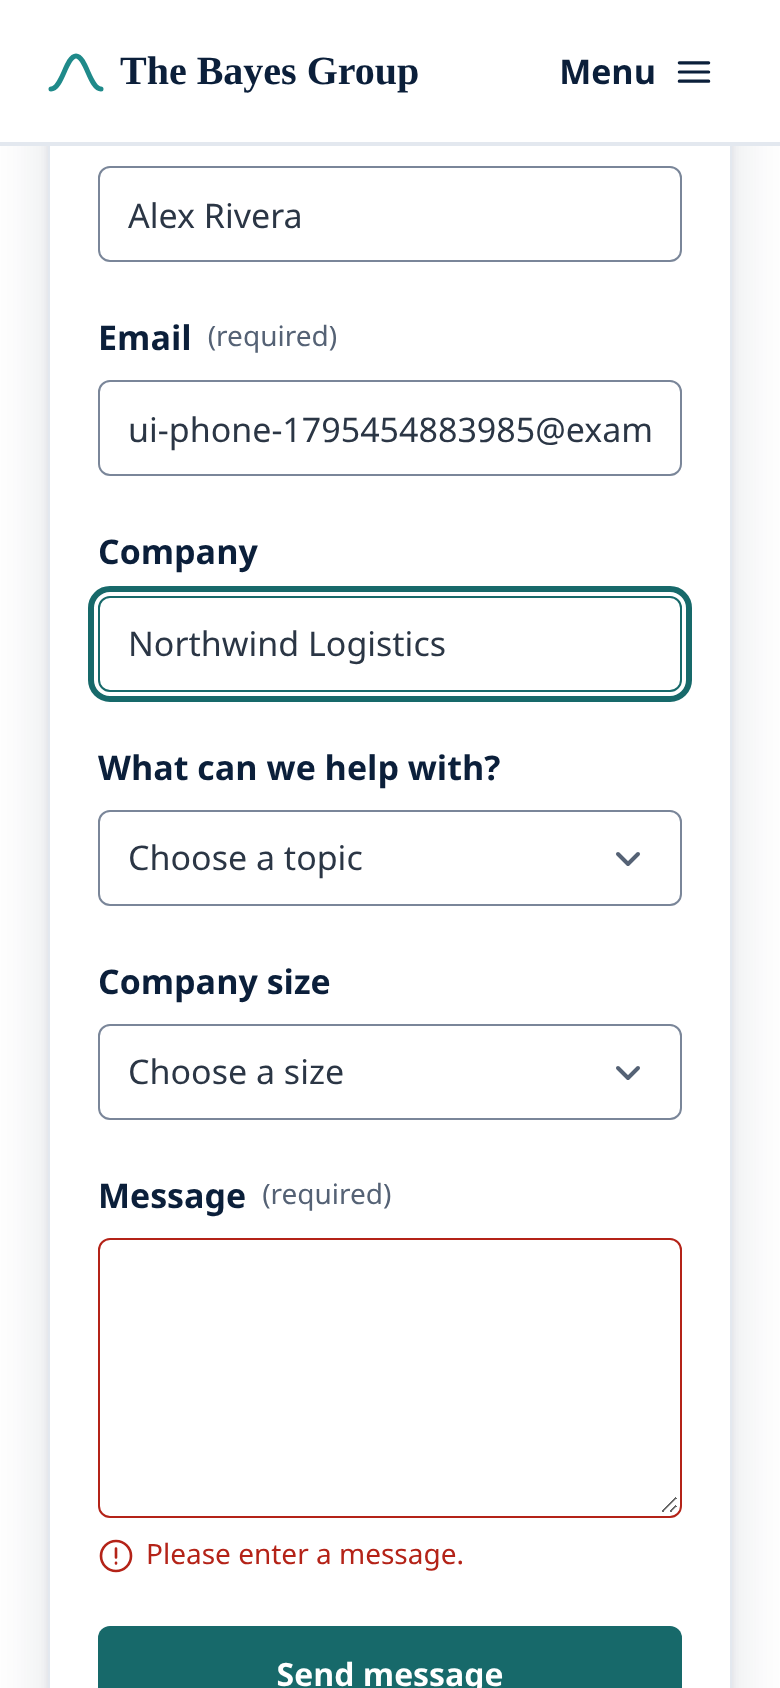 The Bayes Group
Menu
Alex Rivera
Email (required)
ui-phone-1795454883985@exam
Company
Northwind Logistics
What can we help with?
Choose a topic
Company size
Choose a size
Message (required)
Please enter a message.
Send message